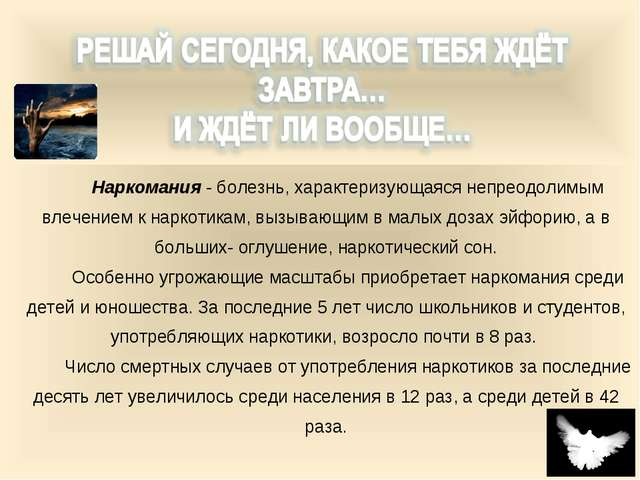 РЕШАЙ СЕГОДНЯ, КАКОЕ ТЕБЯ ЖДЁТ
ЗАВТРА...
И ЖДЁТ ЛИ ВООБЩЕ...
Наркомания - болезнь, характеризующаяся непреодолимым
влечением к наркотикам, вызывающим в малых дозах эйфорию, а в
больших- оглушение, наркотический сон.
Особенно угрожающие масштабы приобретает наркомания среди
детей и юношества. За последние 5 лет число школьников и студентов,
употребляющих наркотики, возросло почти в 8 раз.
Число смертных случаев от употребления наркотиков за последние
десять лет увеличилось среди населения в 12 раз, а среди детей в 42
раза.